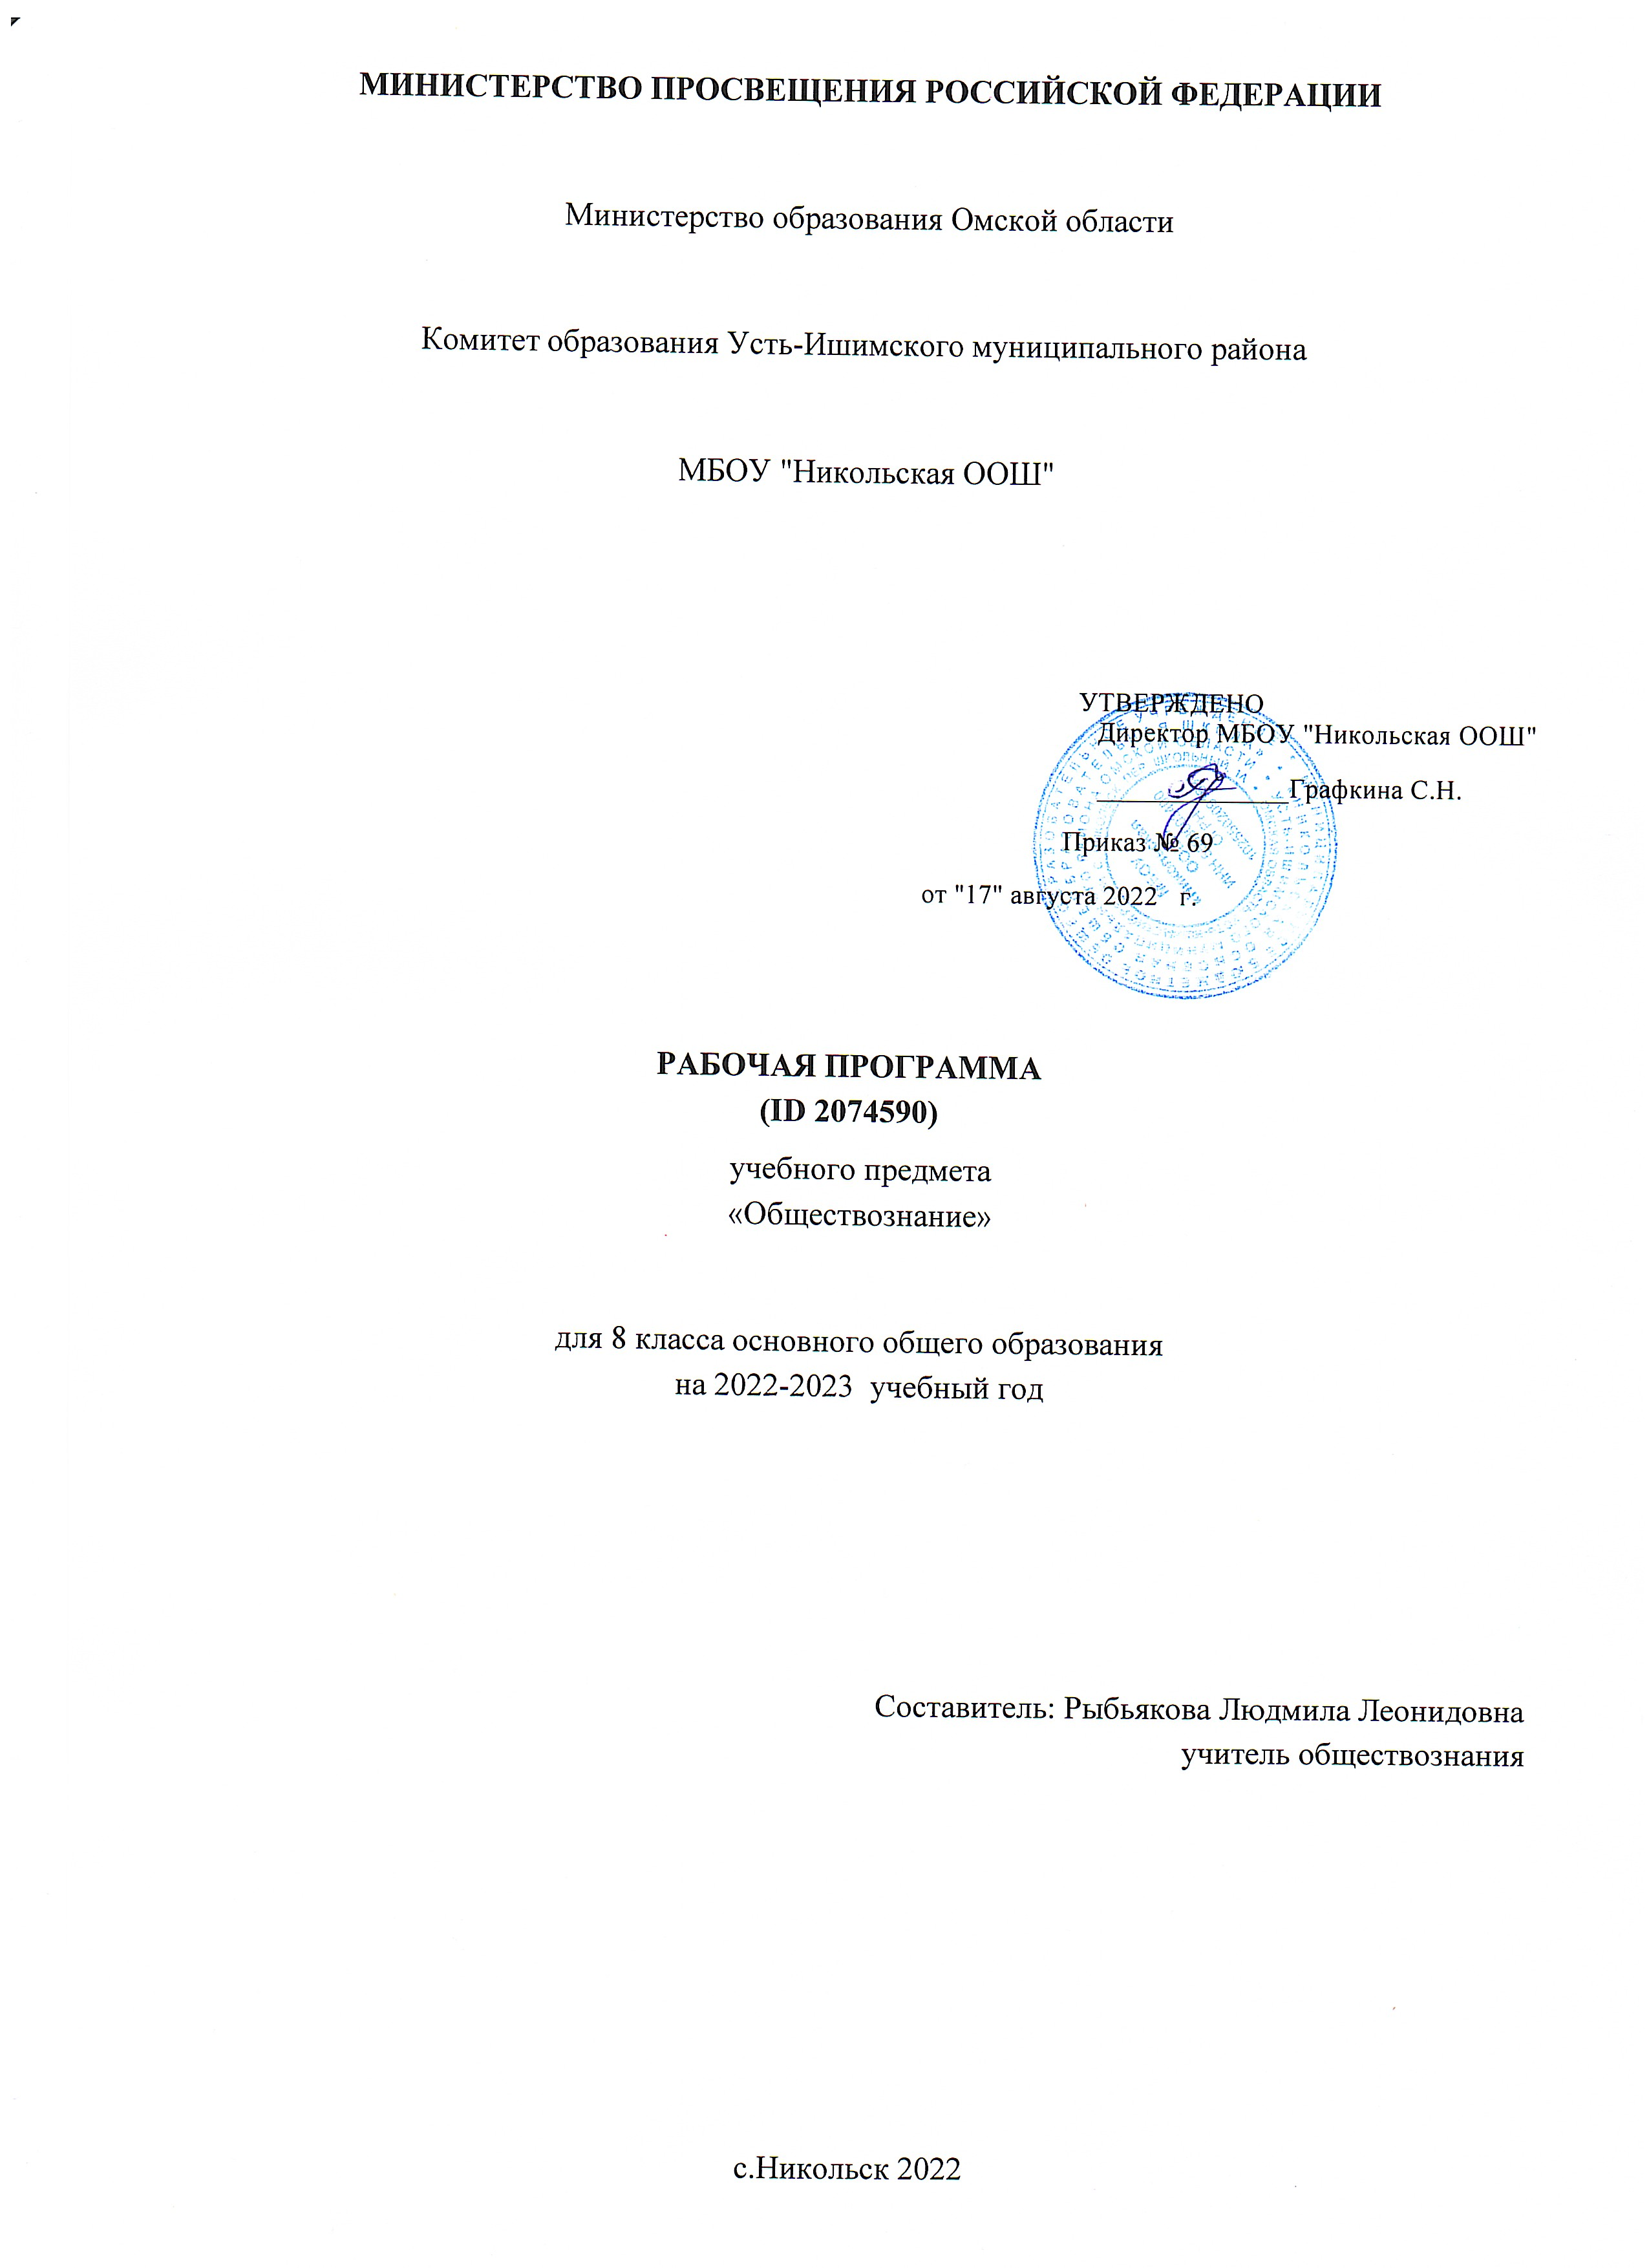 МИНИСТЕРСТВО ПРОСВЕЩЕНИЯ РОССИЙСКОЙ ФЕДЕРАЦИИ
Министерство образования Омской области
Комитет образования Усть-Ишимского муниципального района
МБОУ "Никольская ООШ"
УТВЕРЖДЕНО
Директор МБОУ "Никольская ООШ"
Графкина С.Н.
Приказ № 69
от "17" августа 2022 г.
РАБОЧАЯ ПРОГРАММА
(ID 2074590)
учебного предмета
«Обществознание»
для 8 класса основного общего образования
на 2022-2023 учебный год
Составитель: Рыбьякова Людмила Леонидовна
учитель обществознания
с.Никольск 2022